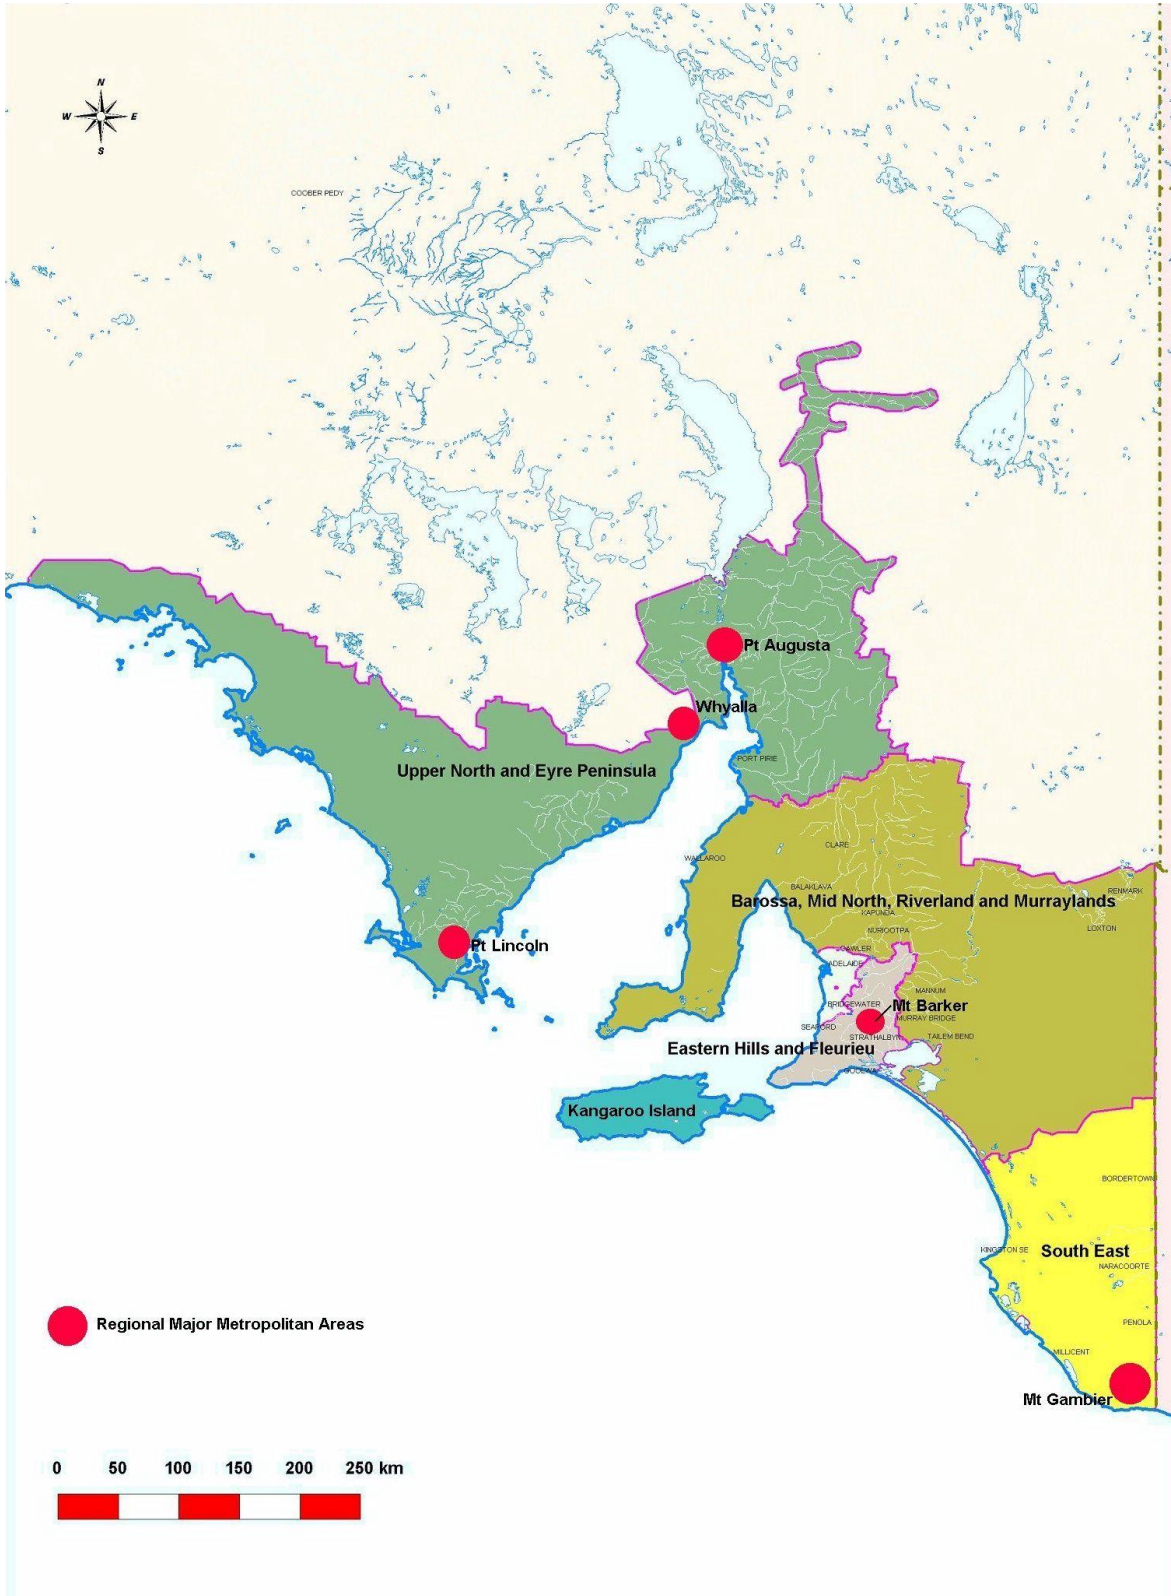 N
W E
S
COOBER PEDY
Pt Augusta
Whyalla
PORT PIRIE
Upper North and Eyre Peninsula
CLARE
WALLAROO
BALAKLAVA
RENMARK
Barossa, Mid North, Riverland and Murraylands
KAPUNDA
LOXTON
NURIOOTPA
Pt Lincoln
GAWLER
ADELAIDE
MANNUM
BRIDGEWATER
Mt Barker
MURRAY BRIDGE
SEAFORD
STRATHALBYN
TAILEM BEND
Eastern Hills and Fleurieu
GOOLWA
Kangaroo Island
BORDERTOWN
KINGSTON SE
South East
NARACOORTE
PENOLA
Regional Major Metropolitan Areas
MILLICENT
Mt Gambier
0 50 100 150 200 250 km